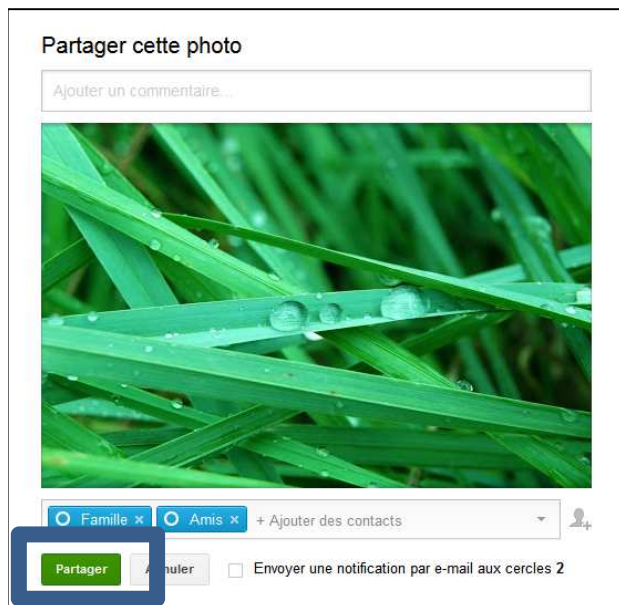 Partager cette photo
Ajouter un commentaire...
Famille × Amis × + Ajouter des contacts
Partager Annuler Envoyer une notification par e-mail aux cercles 2